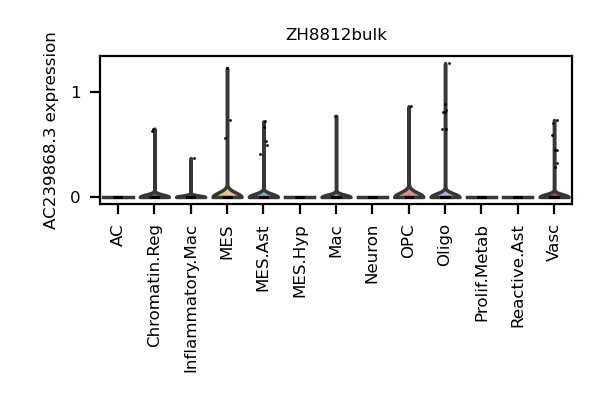 ZH8812bulk
AC239868.3 expression
1
0
AC
Chromatin.Reg
Inflammatory.Mac
MES
MES.Ast
MES.Hyp
Mac
Neuron
OPC
Oligo
Prolif.Metab
Reactive.Ast
Vasc